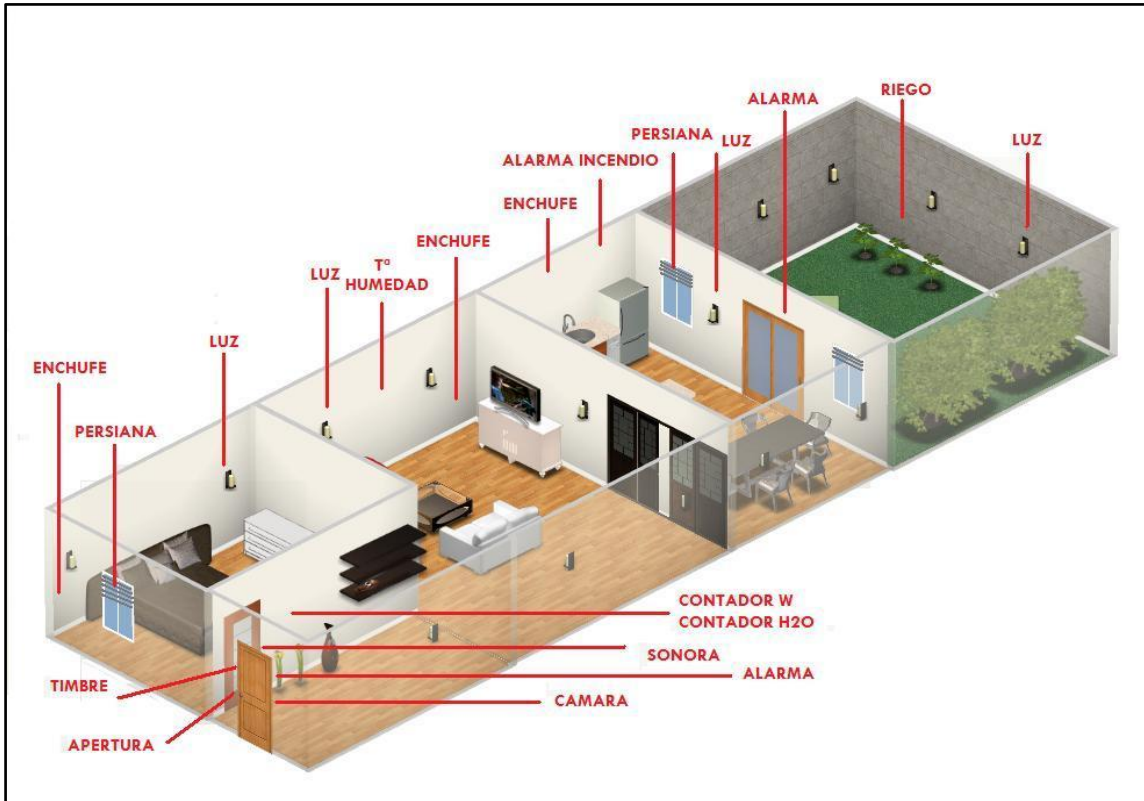 RIEGO
ALARMA
PERSIANA
LUZ
LUZ
ALARMA INCENDIO
ENCHUFE
ENCHUFE
Tª
HUMEDAD
LUZ
LUZ
ENCHUFE
PERSIANA
CONTADOR W
CONTADOR H2O
SONORA
ALARMA
TIMBRE
CAMARA
APERTURA